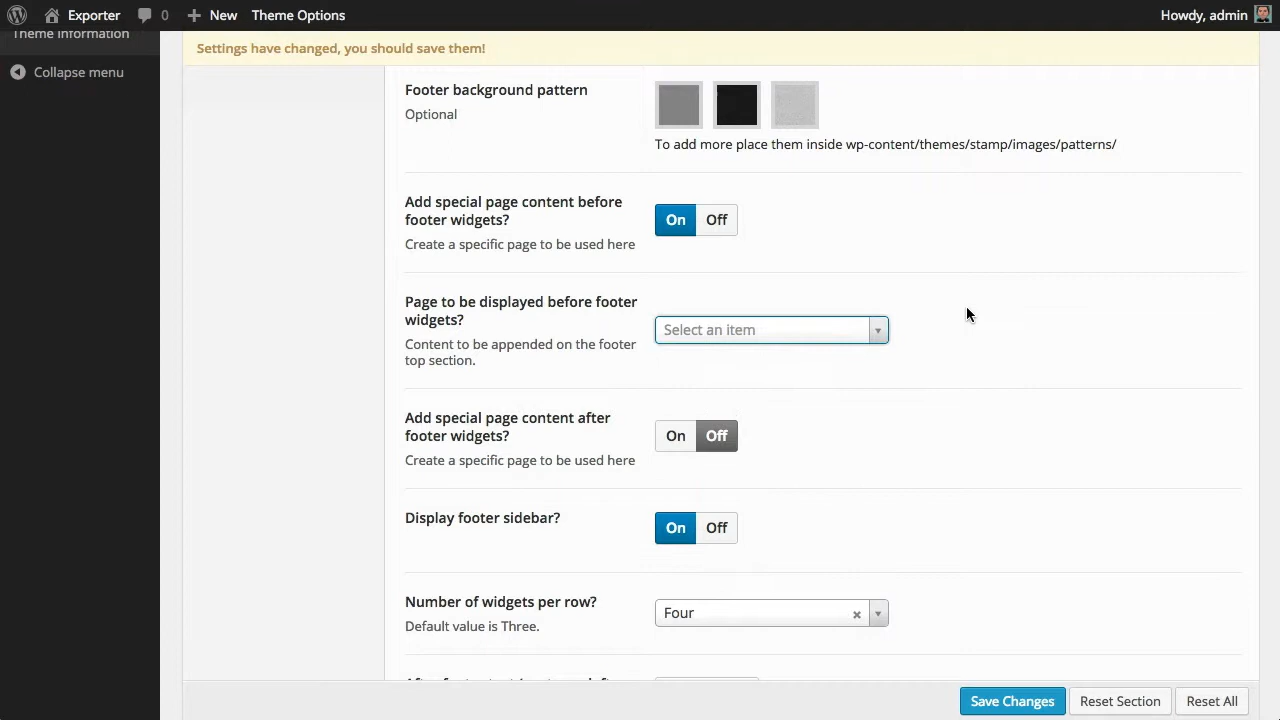 Exporter 0 New Theme Options Howdy, admin
Theme Information
Collapse menu
Settings have changed, you should save them!
Footer background pattern
Optional
To add more place them inside wp-content/themes/stamp/images/patterns/
Add special page content before
footer widgets?
Create a specific page to be used here
On Off
Page to be displayed before footer
widgets?
Content to be appended on the footer
top section.
Select an item
Add special page content after
footer widgets?
Create a specific page to be used here
On Off
Display footer sidebar?
On Off
Number of widgets per row?
Default value is Three.
Four
Save Changes Reset Section Reset All